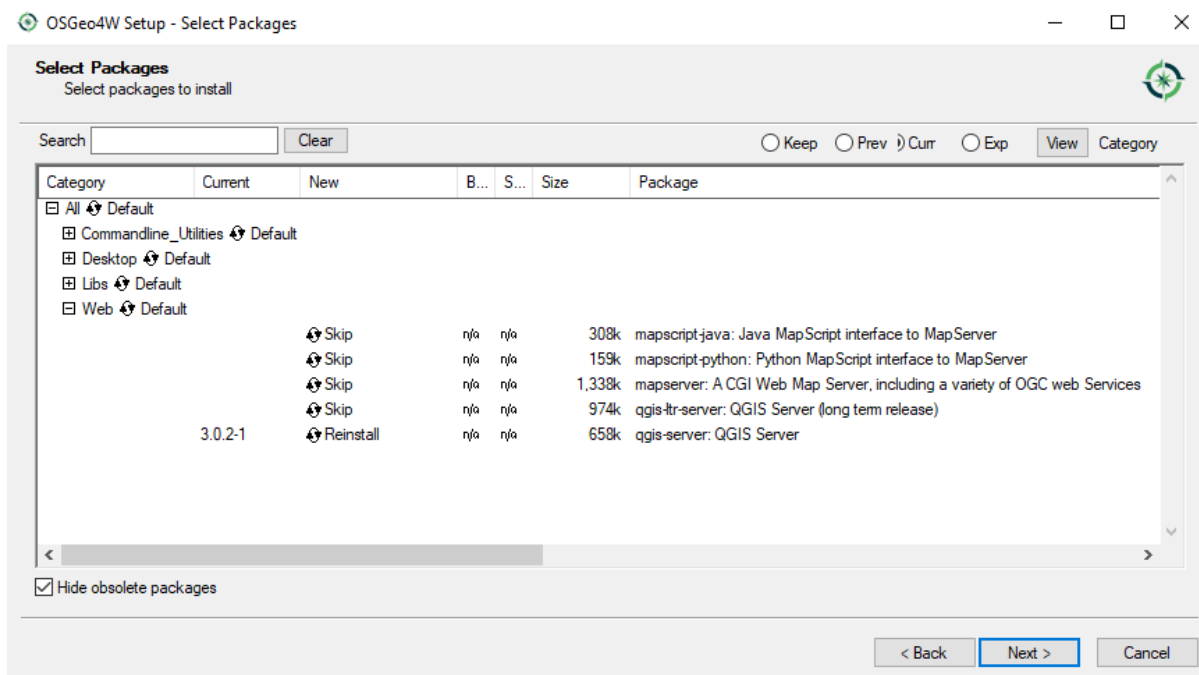 OSGeo4W Setup - Select Packages
Select Packages
Select packages to install
Search Clear Keep Prev Curr Exp View Category
Category Current New B... S... Size Package
All Default
Commandline_Utilities Default
Desktop Default
Libs Default
Web Default
Skip n/a n/a 308k mapscript-java: Java MapScript interface to MapServer
Skip n/a n/a 159k mapscript-python: Python MapScript interface to MapServer
Skip n/a n/a 1,338k mapserver: A CGI Web Map Server, including a variety of OGC web Services
Skip n/a n/a 974k qgis-ltr-server: QGIS Server (long term release)
3.0.2-1 Reinstall n/a n/a 658k qgis-server: QGIS Server
Hide obsolete packages
< Back Next > Cancel